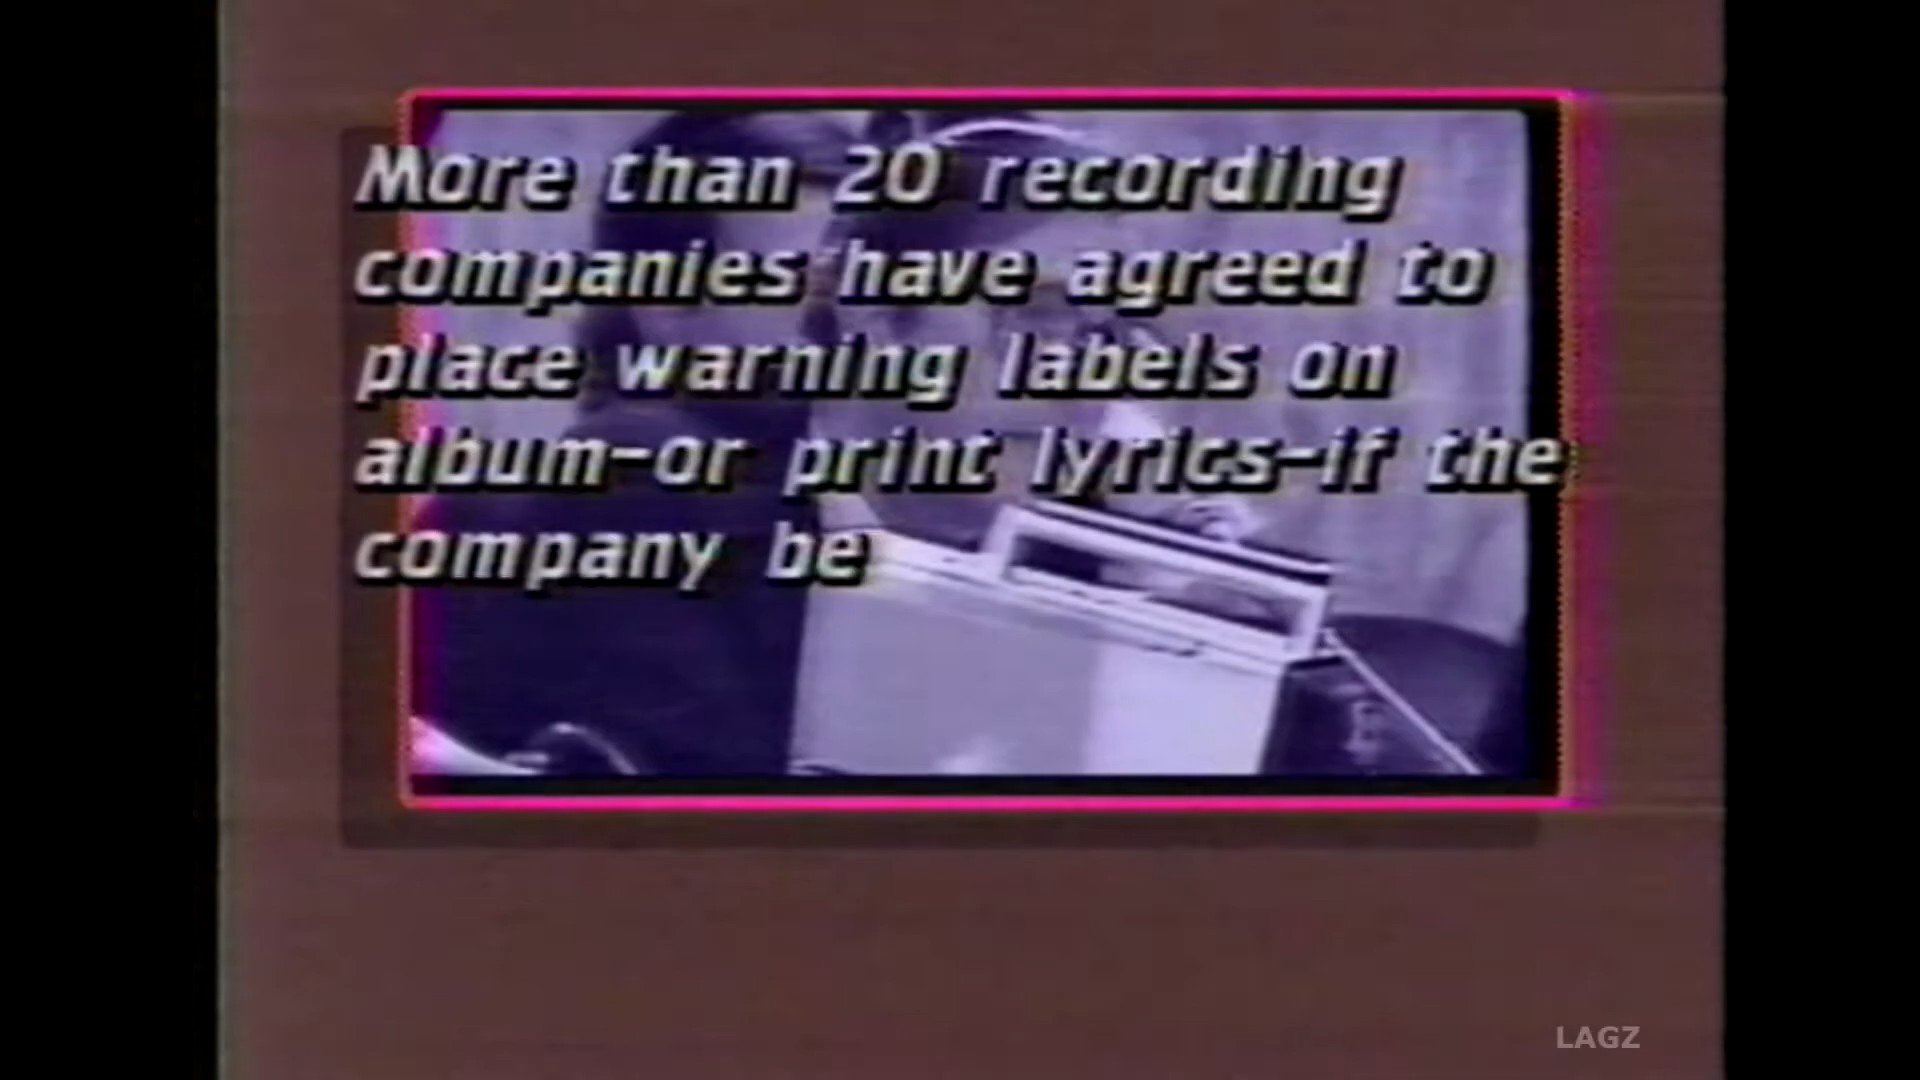 More than 20 recording
companies have agreed to
place warning labels on
album-or print lyrics-if the
company be
LAGZ